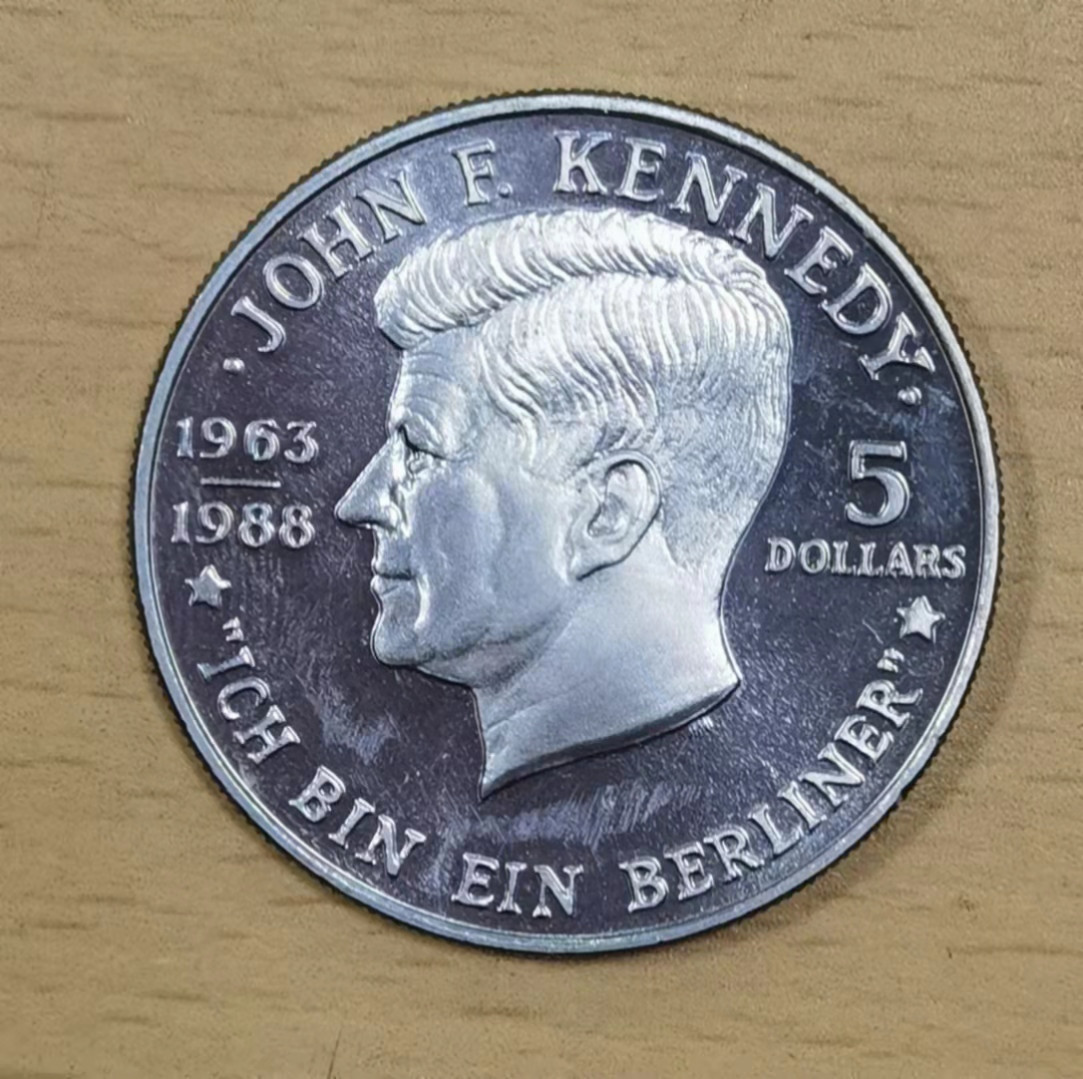 · JOHN F. KENNEDY ·
1963
1988
5
DOLLARS
"ICH BIN EIN BERLINER"